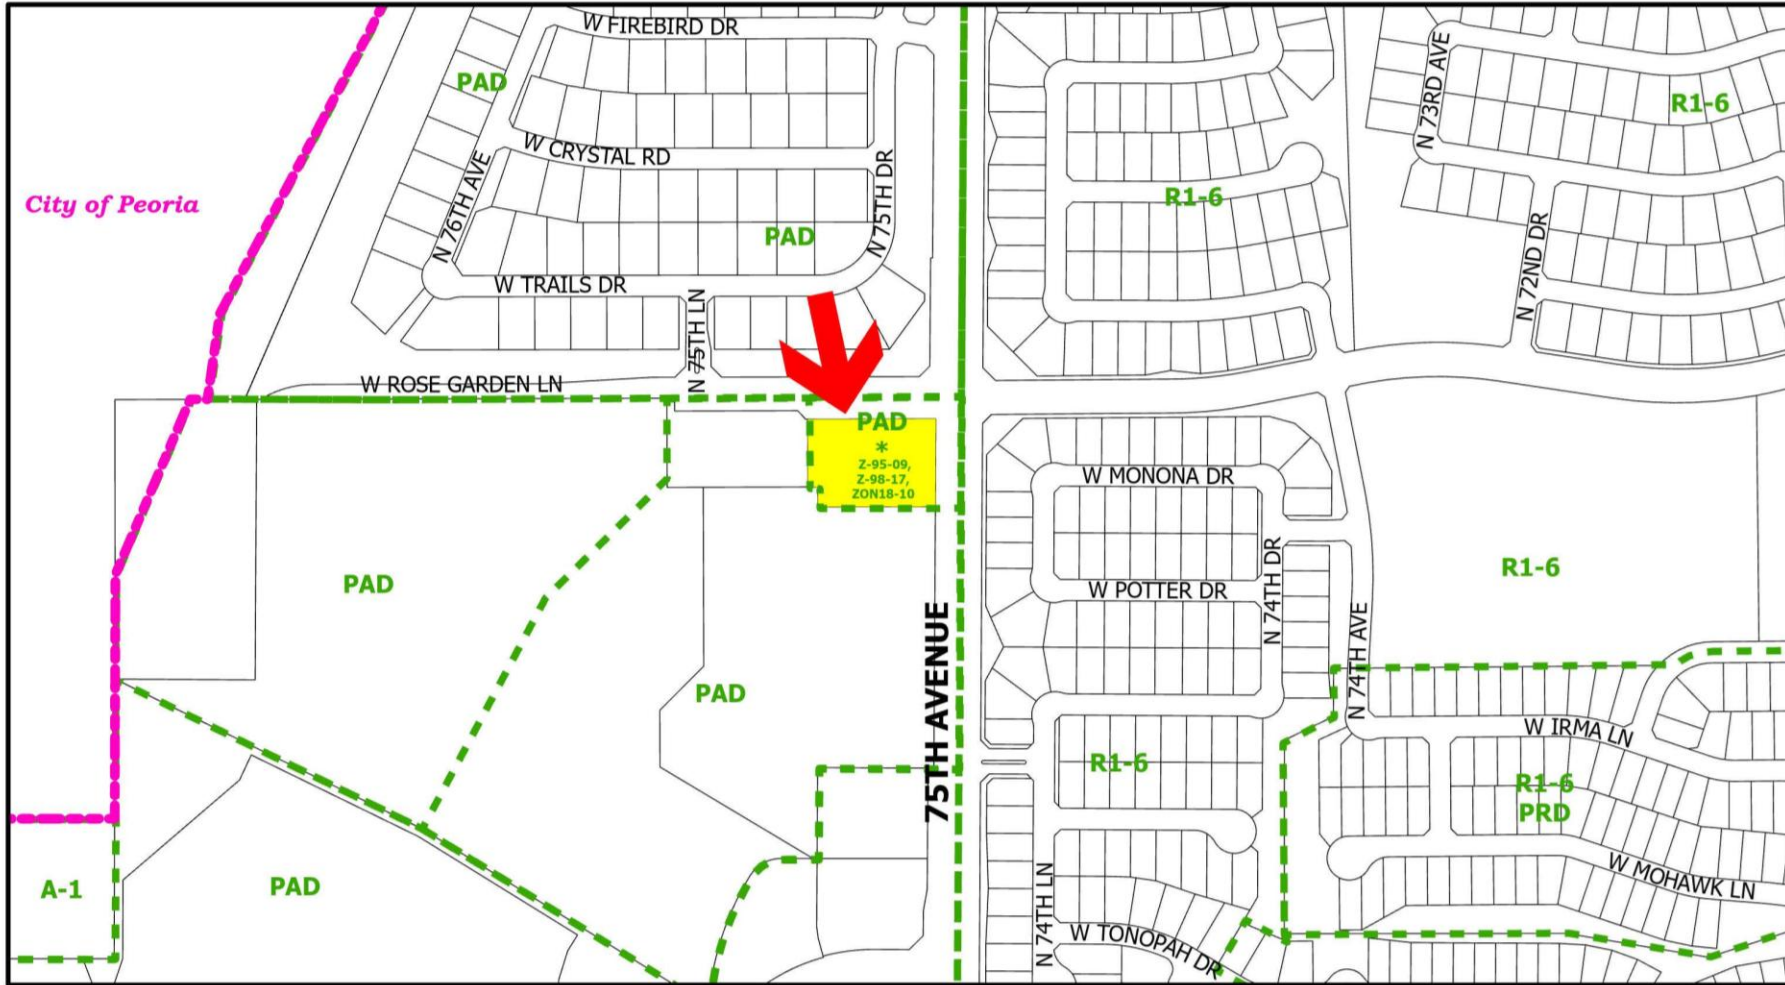 W FIREBIRD DR
PAD
N 73RD AVE
R1-6
W CRYSTAL RD
N 76TH AVE
N 75TH DR
City of Peoria
R1-6
PAD
N 72ND DR
W TRAILS DR
N 75TH LN
W ROSE GARDEN LN
PAD
*
Z-95-09,
Z-98-17,
ZON18-10
W MONONA DR
PAD
R1-6
N 74TH DR
W POTTER DR
75TH AVENUE
N 74TH AVE
PAD
W IRMA LN
R1-6
R1-6
PRD
W MOHAWK LN
A-1
PAD
N 74TH LN
W TONOPAH DR